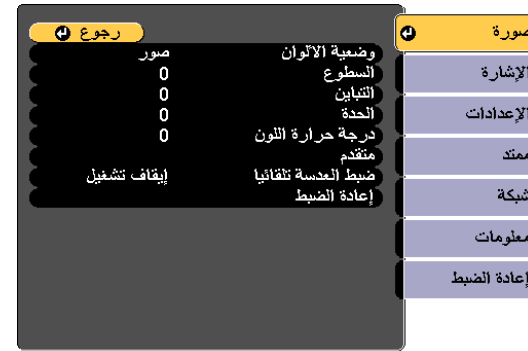 رجوع
وضعية الألوان صور
السطوع 0
التباين 0
الحدة 0
درجة حرارة اللون 0
متقدم
ضبط العدسة تلقائيا إيقاف تشغيل
إعادة الضبط
صورة
الإشارة
الإعدادات
ممتد
شبكة
معلومات
إعادة الضبط